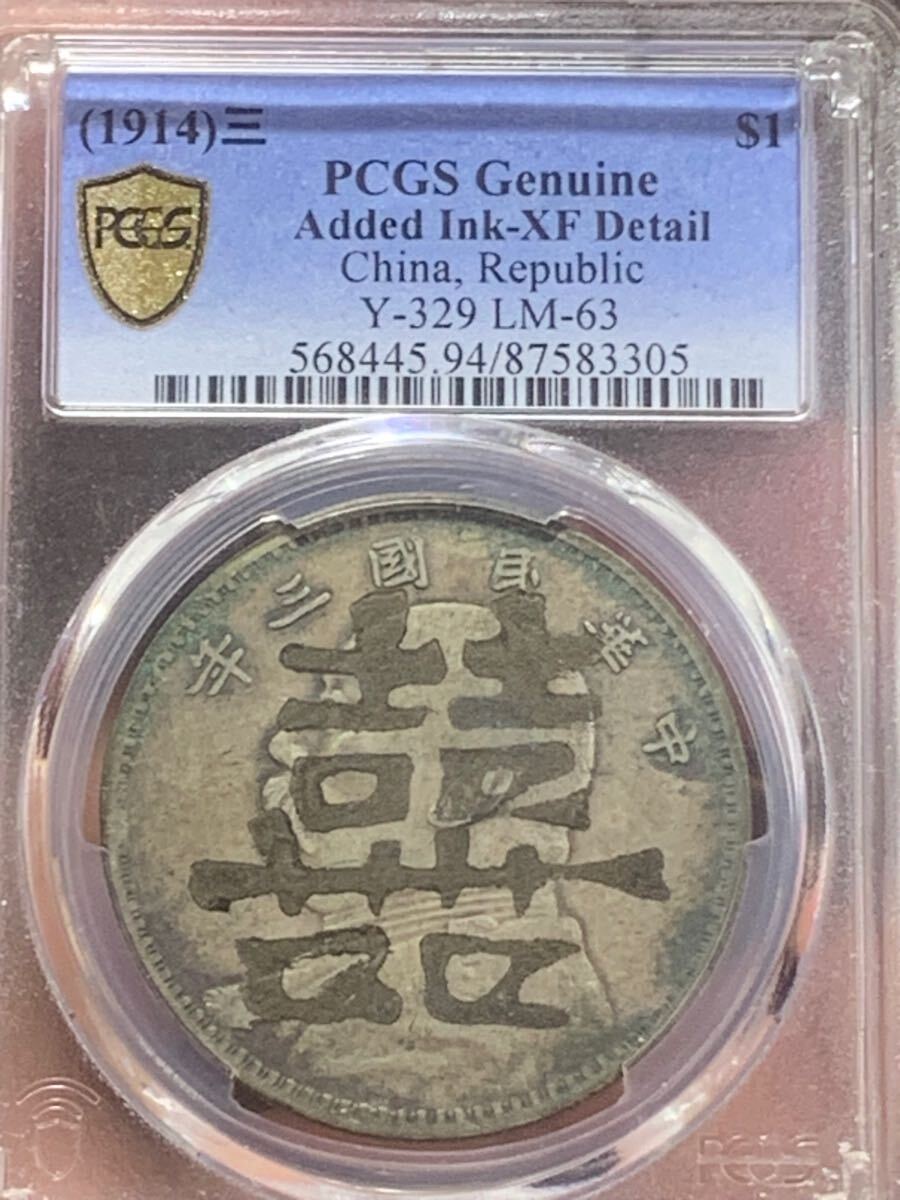 (1914)三 $1
PCGS
PCGS Genuine
Added Ink-XF Detail
China, Republic
Y-329 LM-63
568445.94/87583305
年三國民華中
囍
PCGS